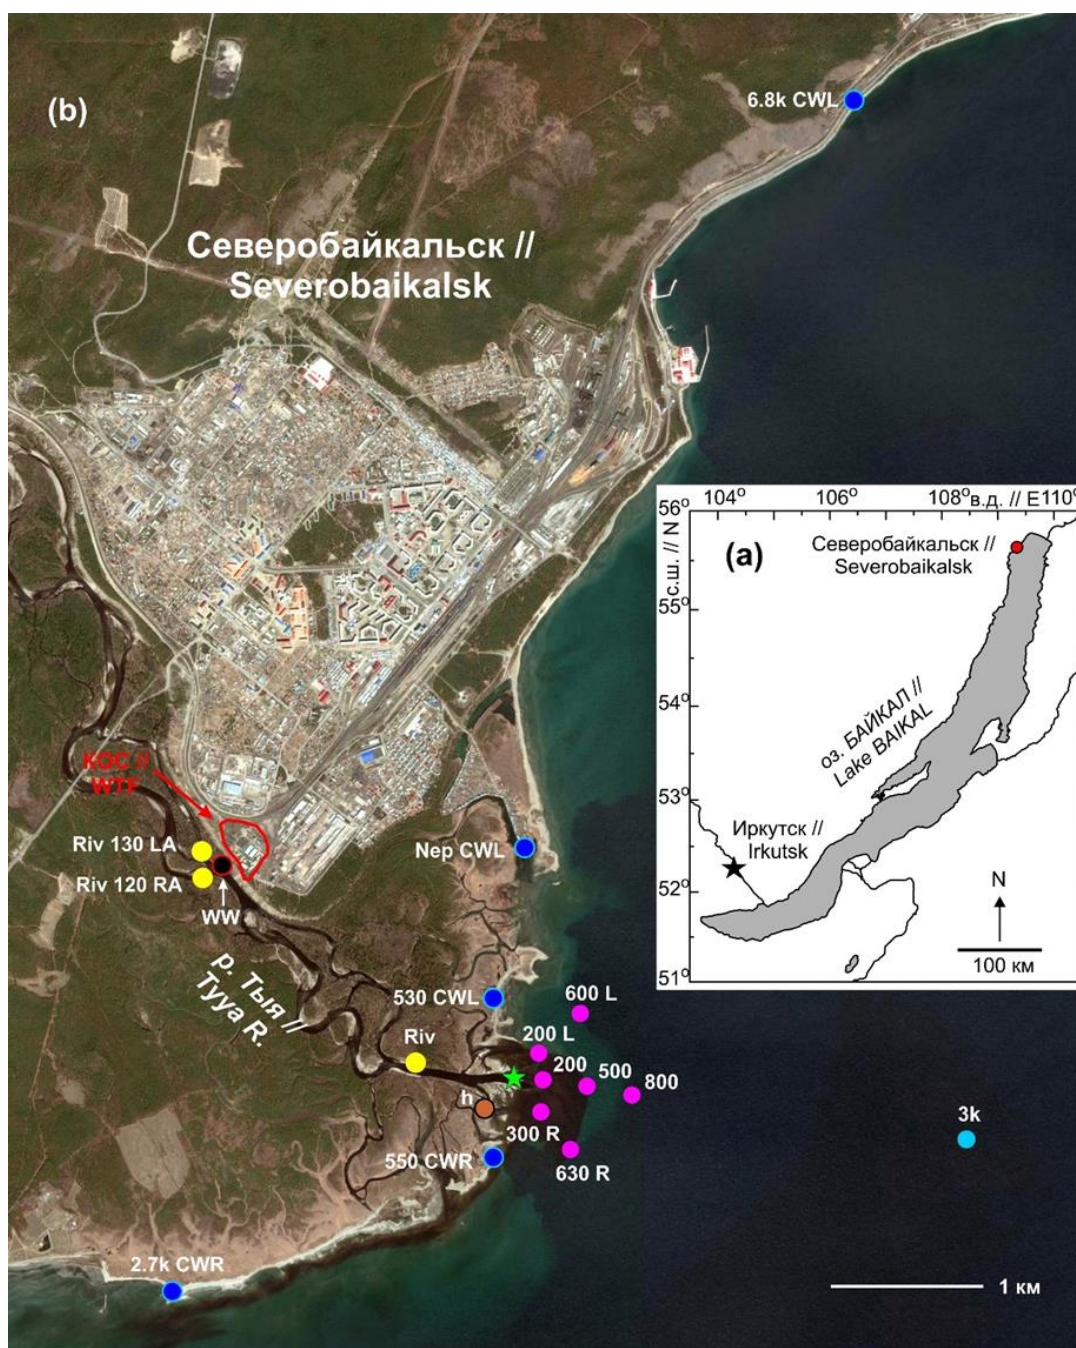 (b)
6.8k CWL
Северобайкальск //
Severobaikalsk
КОС //
WTF
Riv 130 LA
Riv 120 RA
WW
Nep CWL
р. Тыя //
Tyya R.
530 CWL
600 L
200 L
Riv
200
500
800
h
300 R
3k
550 CWR
630 R
2.7k CWR
1 км
104°
106°
108°
110°
в.д. // E
56°
с.ш. // N
(a)
Северобайкальск //
Severobaikalsk
55°
54°
оз. БАЙКАЛ //
Lake BAIKAL
53°
Иркутск //
Irkutsk
52°
N
100 км
51°